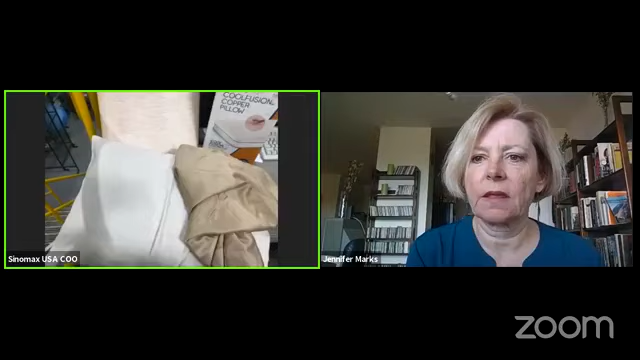 COOLFUSION
COPPER
PILLOW
Sinomax USA COO
Jennifer Marks
zoom